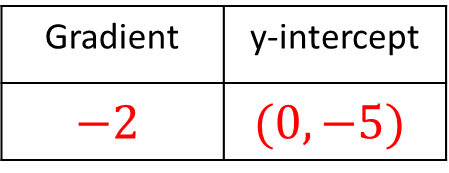 Gradient y-intercept
−2 (0, −5)